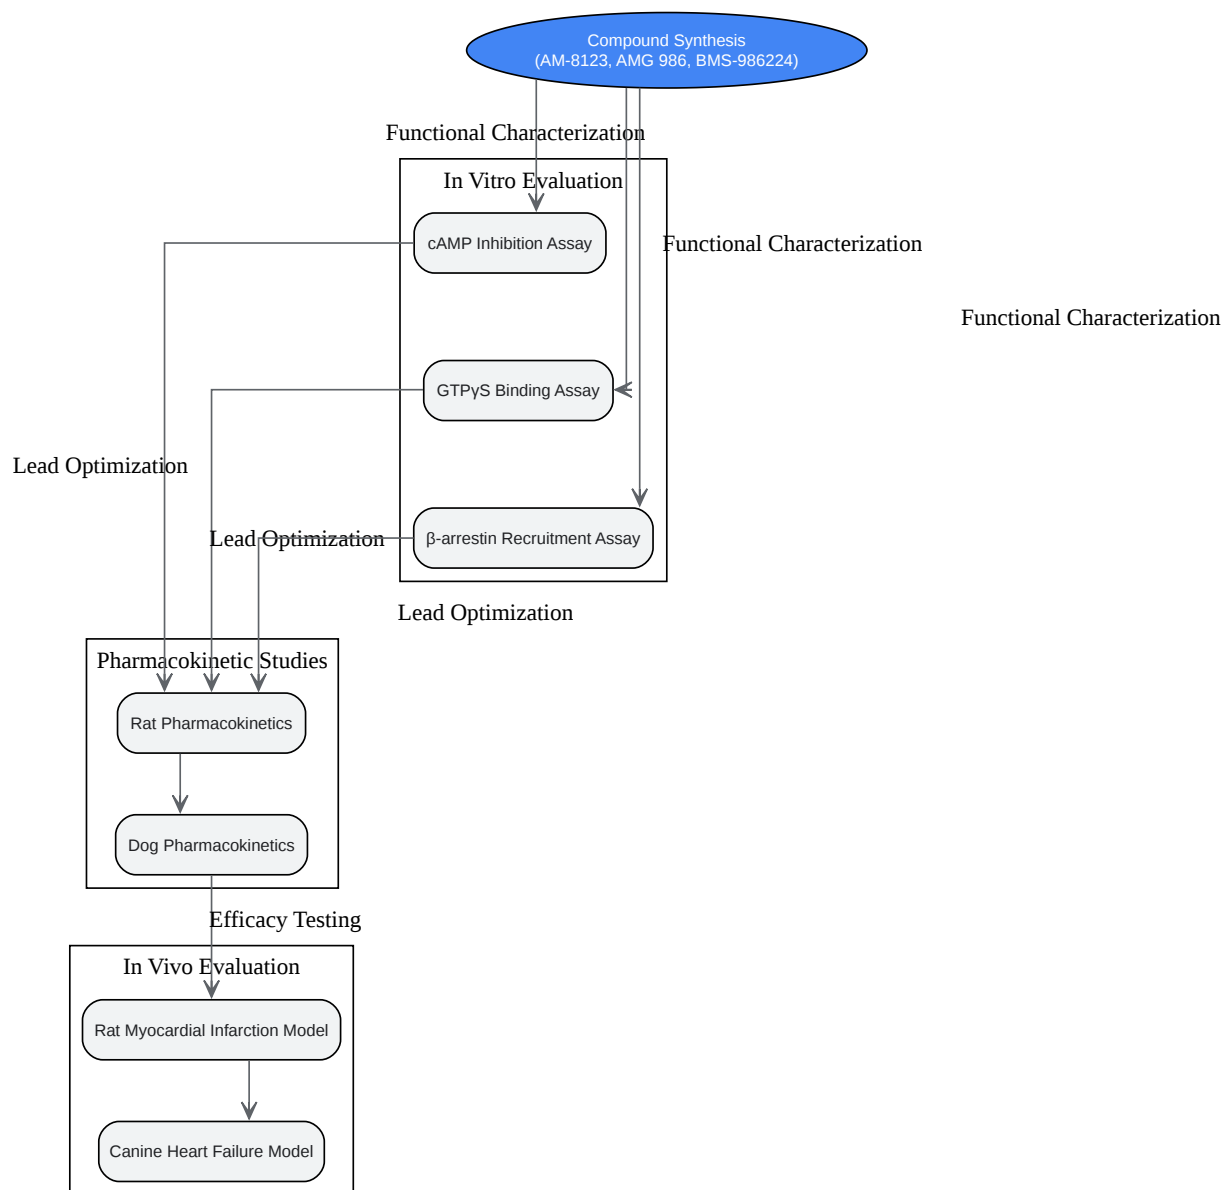 Compound Synthesis
(AM-8123, AMG 986, BMS-986224)
Functional Characterization
In Vitro Evaluation
cAMP Inhibition Assay
Functional Characterization
Functional Characterization
GTPγS Binding Assay
Lead Optimization
Lead Optimization
β-arrestin Recruitment Assay
Lead Optimization
Pharmacokinetic Studies
Rat Pharmacokinetics
Dog Pharmacokinetics
Efficacy Testing
In Vivo Evaluation
Rat Myocardial Infarction Model
Canine Heart Failure Model